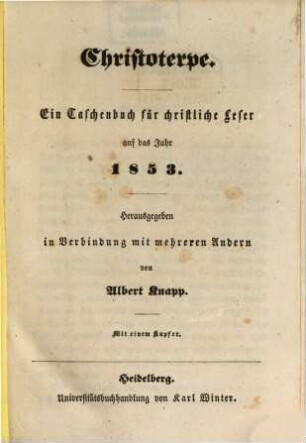 Christoterpe.
Ein Taschenbuch für christliche Leser
auf das Jahr
1853.
Herausgegeben
in Verbindung mit mehreren Andern
von
Albert Knapp.
Mit einem Kupfer.
Heidelberg.
Universitätsbuchhandlung von Karl Winter.